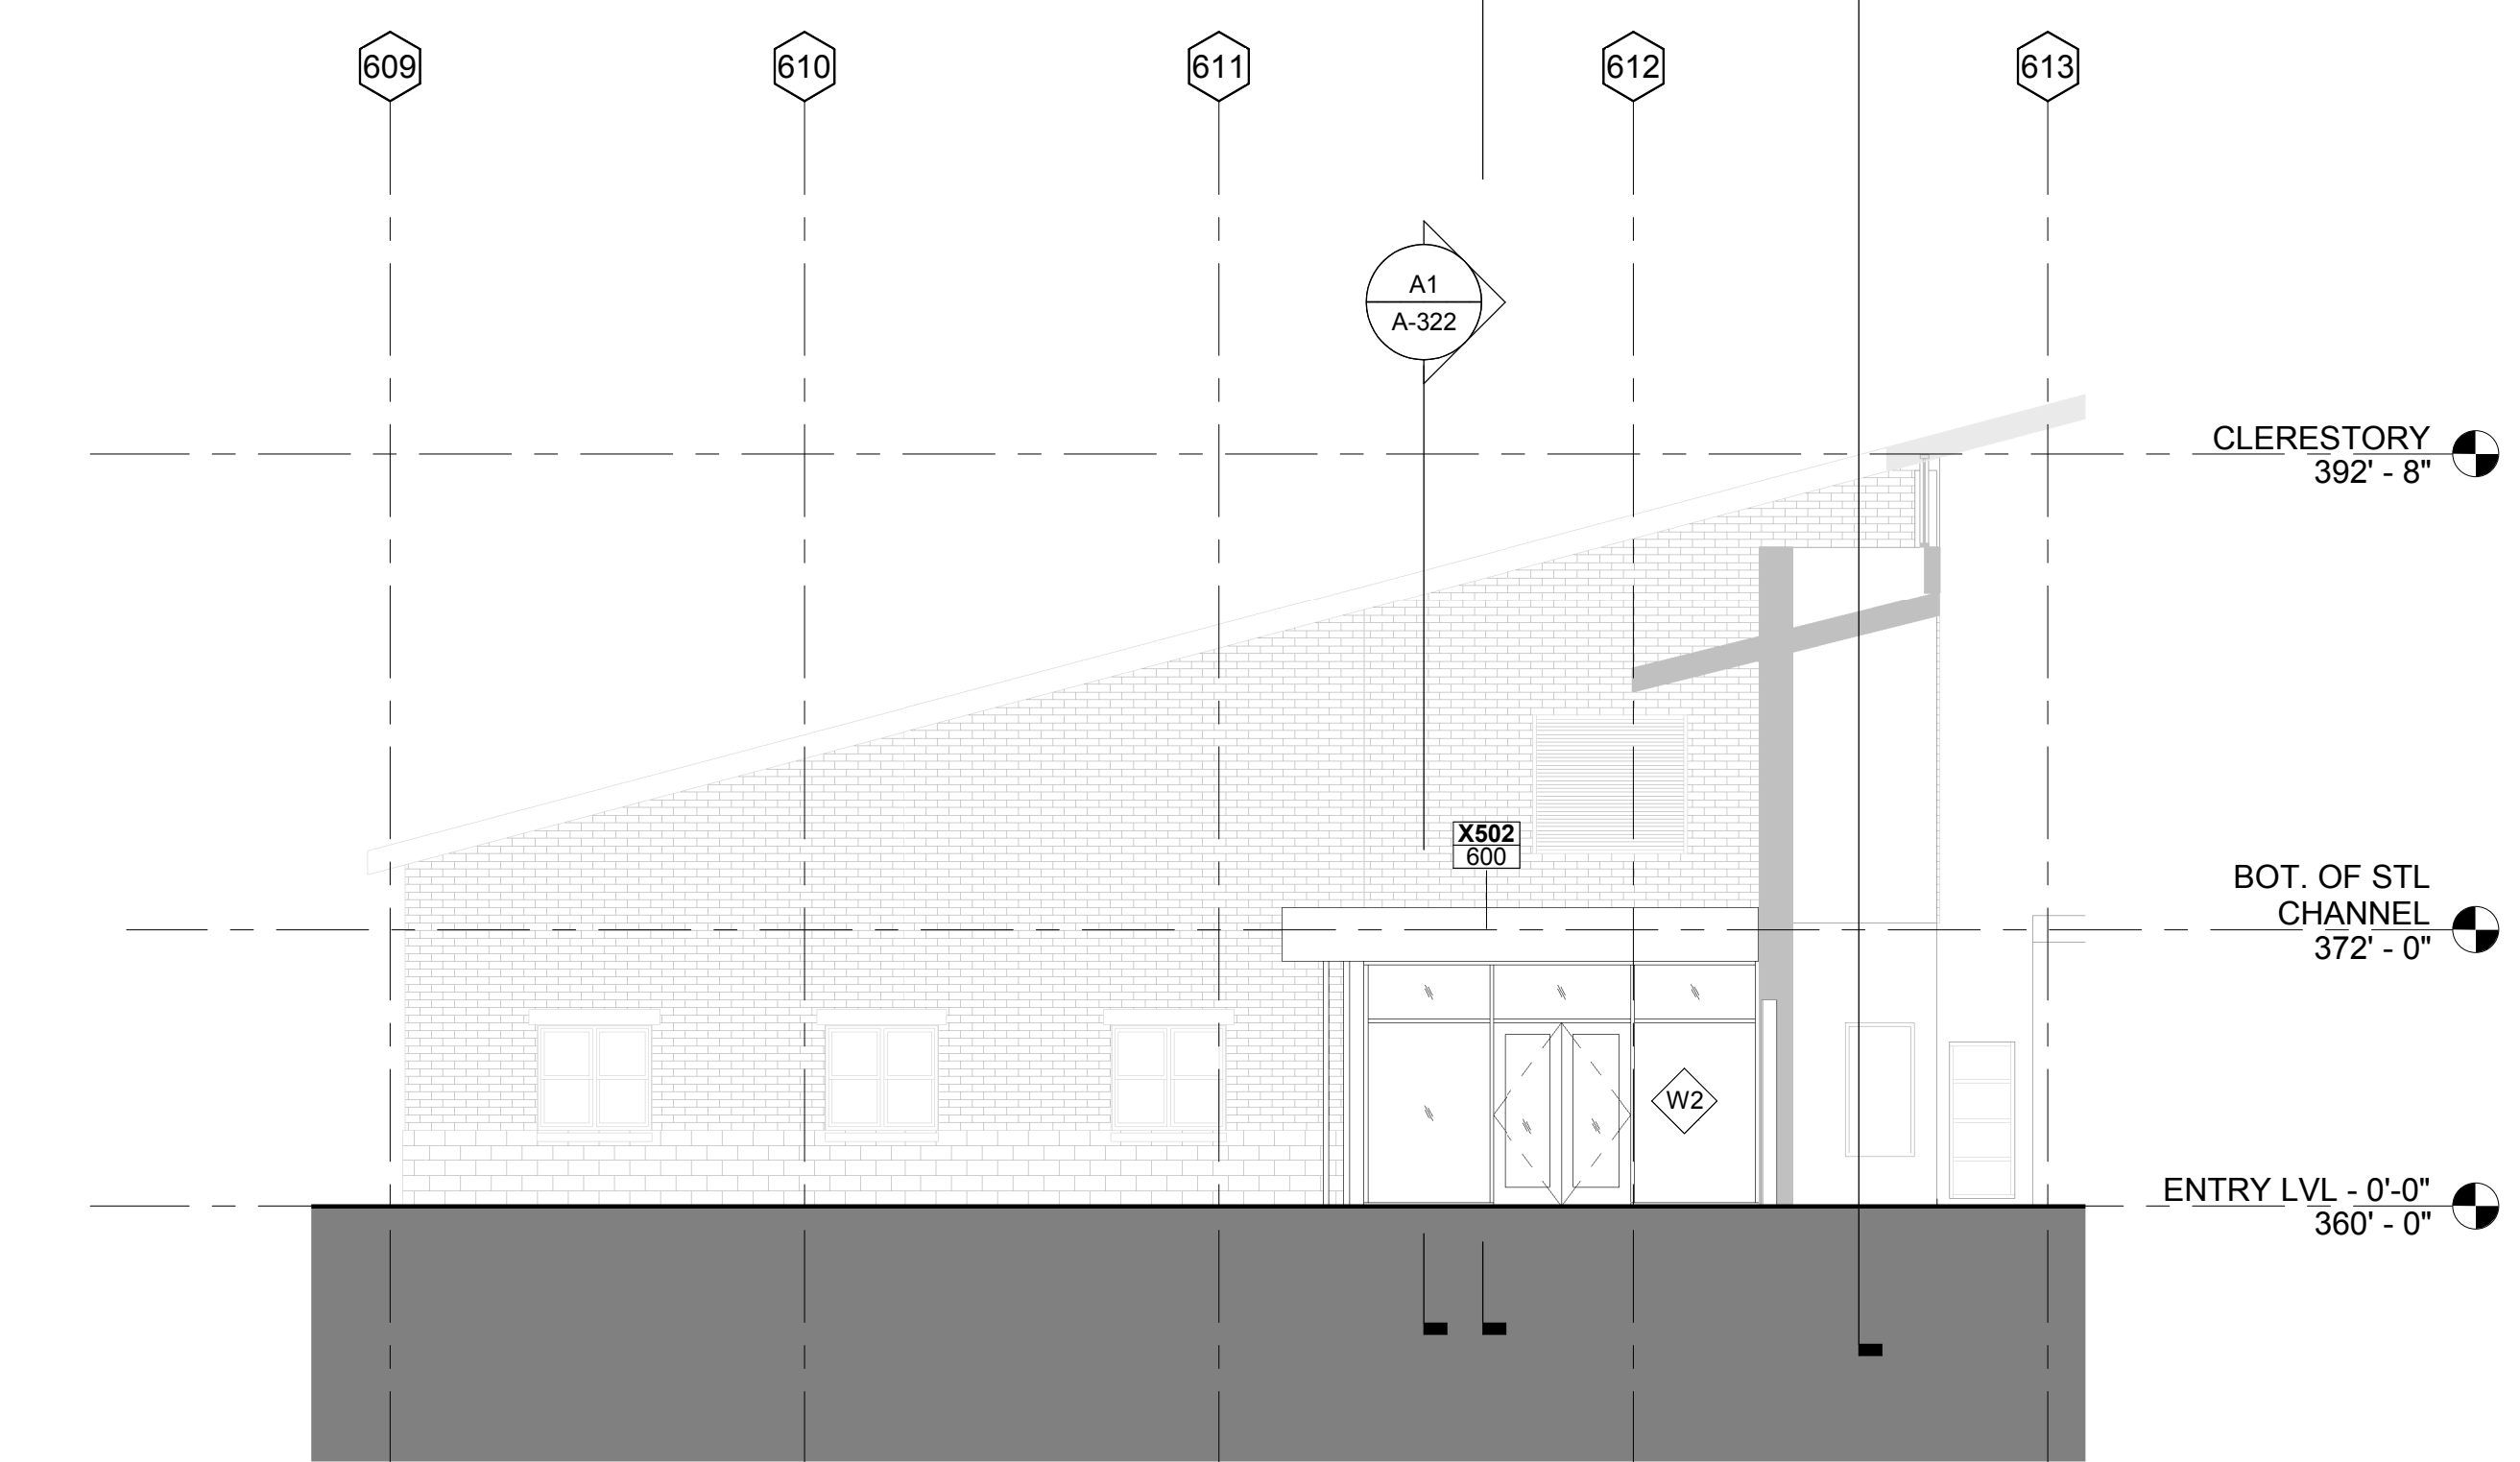 609
610
611
612
613
A1
A-322
CLERESTORY
392' - 8"
X502
600
BOT. OF STL
CHANNEL
372' - 0"
W2
ENTRY LVL - 0'-0"
360' - 0"